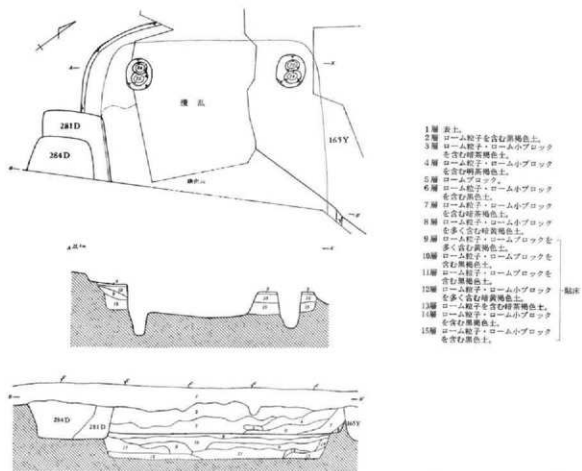 攪乱
281D
284D
165Y
284D
281D
165Y
1層 表土。
2層 ローム粒子を含む黒褐色土。
3層 ローム粒子・ローム小ブロック
を含む暗茶褐色土。
4層 ローム粒子・ローム小ブロック
を含む明茶褐色土。
5層 ロームブロック。
6層 ローム粒子・ローム小ブロック
を含む黒色土。
7層 ローム粒子・ローム小ブロック
を含む暗茶褐色土。
8層 ローム粒子・ローム小ブロック
を多く含む暗黄褐色土。
9層 ローム粒子・ロームブロックを
多く含む黄褐色土。
10層 ローム粒子・ロームブロックを
含む黒褐色土。
11層 ローム粒子・ロームブロックを
含む黒褐色土。
12層 ローム粒子・ローム小ブロック
を多く含む暗黄褐色土。
貼床
13層 ローム粒子を含む暗茶褐色土。
14層 ローム粒子・ローム小ブロック
を含む黒褐色土。
15層 ローム粒子・ローム小ブロック
を含む黒色土。